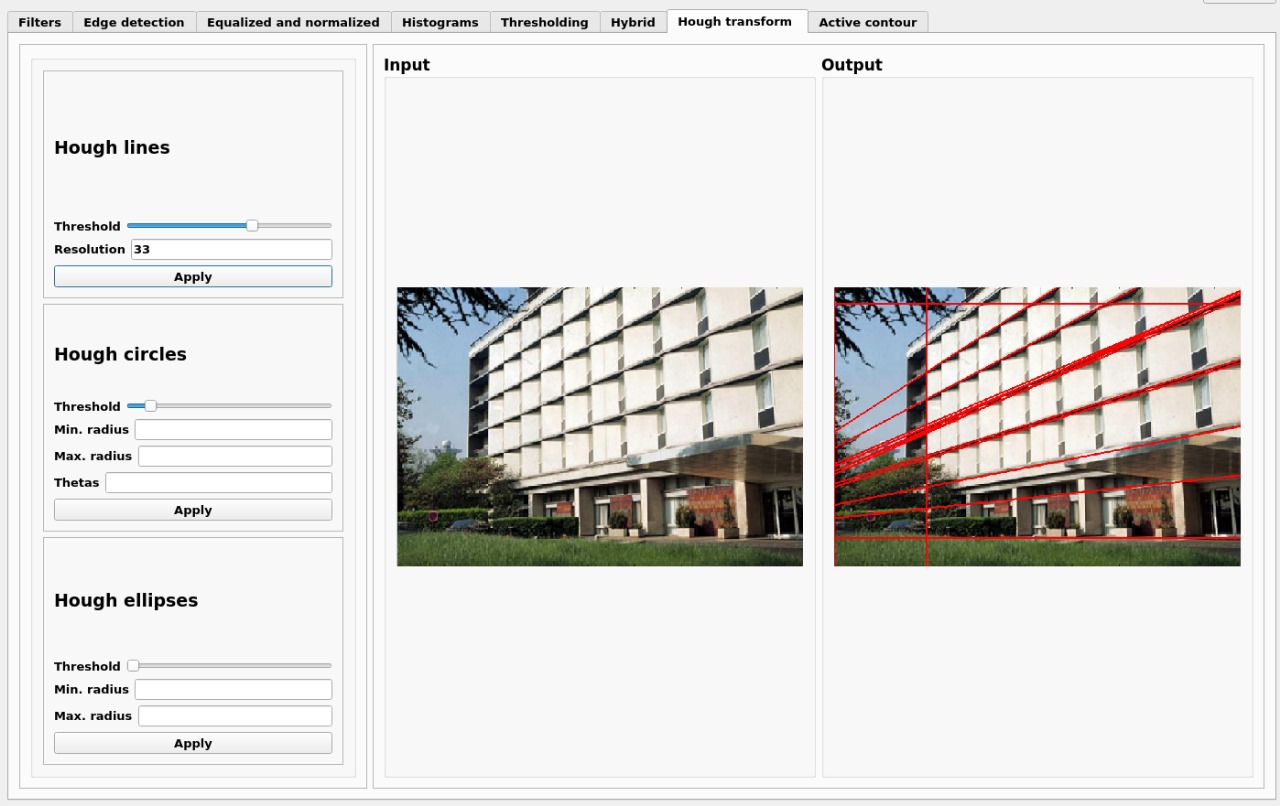 Filters Edge detection Equalized and normalized Histograms Thresholding Hybrid Hough transform Active contour
Hough lines
Threshold
Resolution 33
Apply
Hough circles
Threshold
Min. radius
Max. radius
Thetas
Apply
Hough ellipses
Threshold
Min. radius
Max. radius
Apply
Input
Output